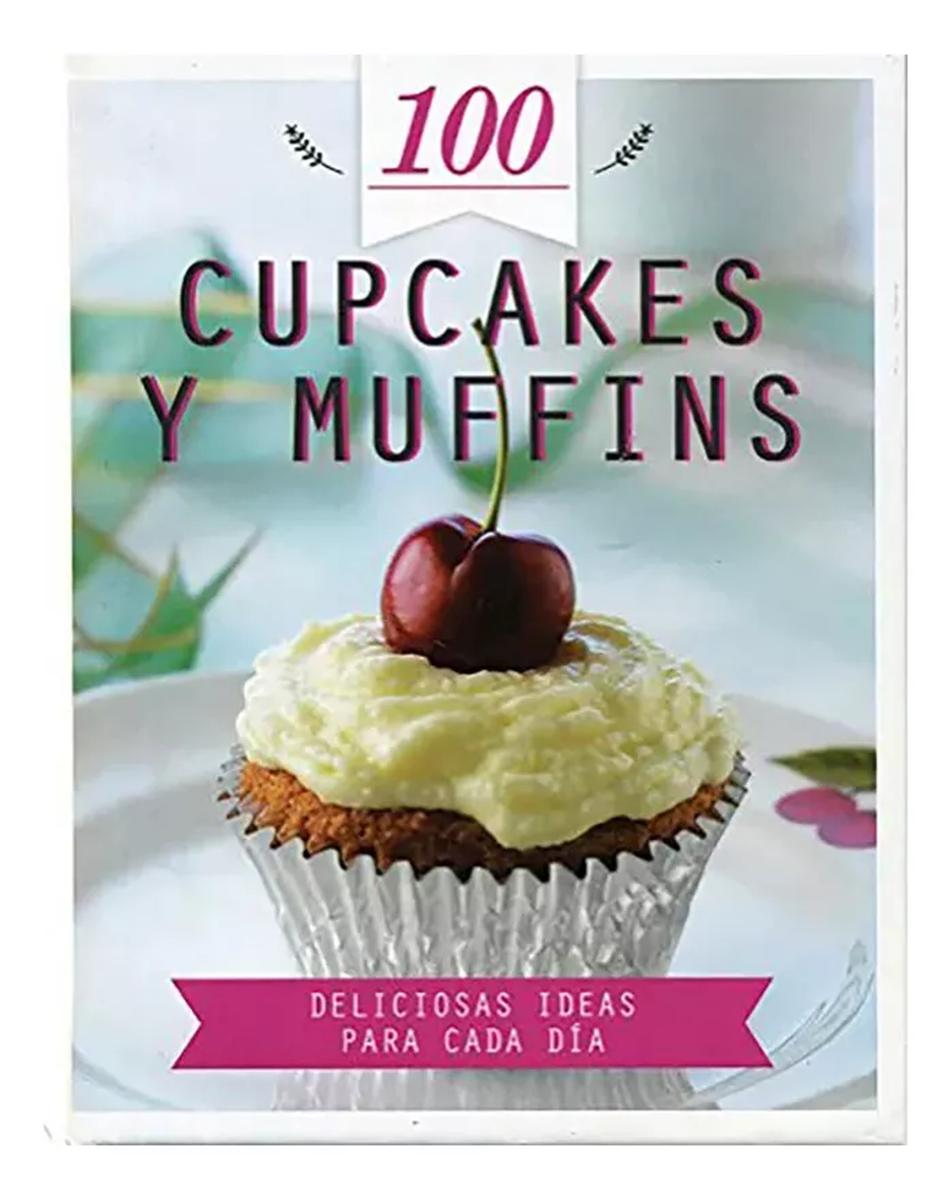 100
CUPCAKES
Y MUFFINS
DELICIOSAS IDEAS
PARA CADA DÍA